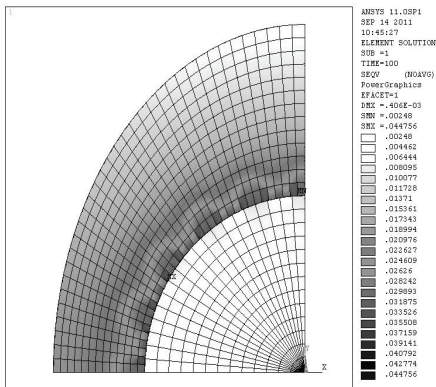 1
ANSYS 11.0SP1
SEP 14 2011
10:45:27
ELEMENT SOLUTION
SUB =1
TIME=100
SEQV (NOAVG)
PowerGraphics
EFACET=1
DMX =.406E-03
SMN =.00248
SMX =.044756
.00248
.004462
.006444
.008095
.010077
.011728
.01371
.015361
.017343
.018994
.020976
.022627
.024609
.02626
.028242
.029893
.031875
.033526
.035508
.037159
.039141
.040792
.042774
.044756
MN
MX
X